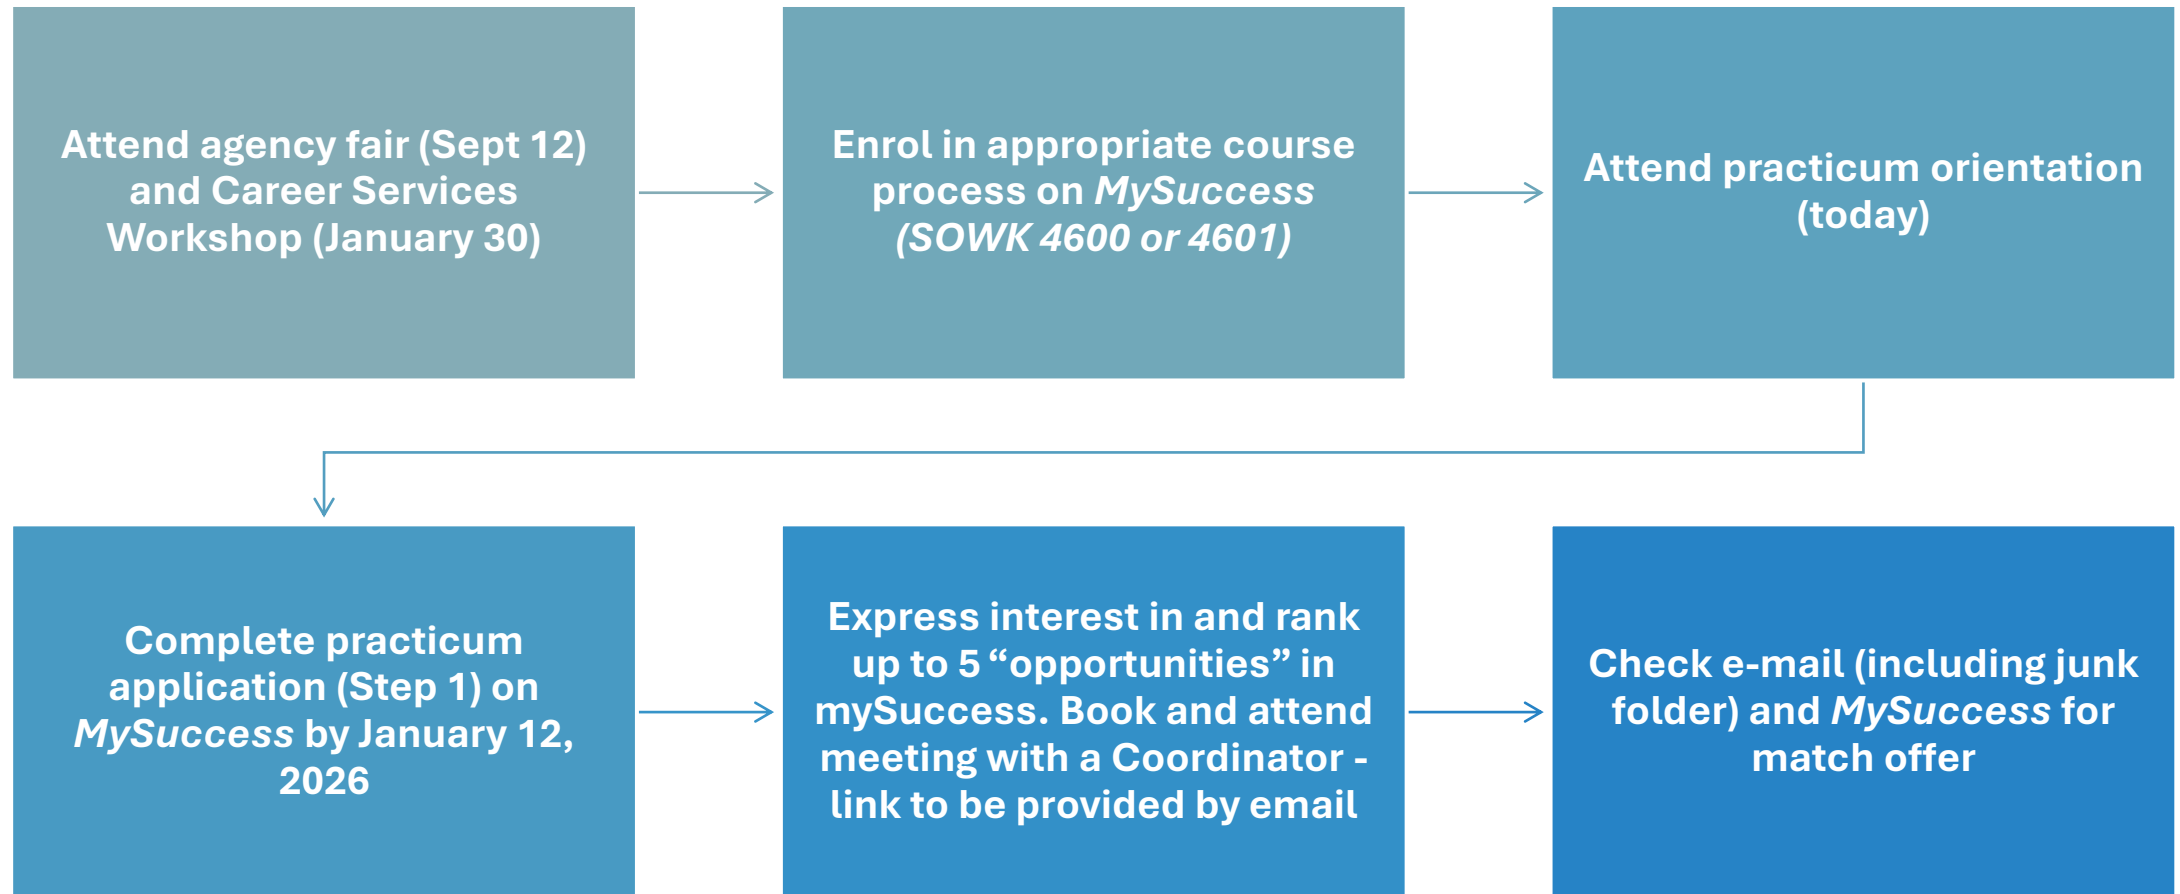 Attend agency fair (Sept 12)
and Career Services
Workshop (January 30)
Enrol in appropriate course
process on MySuccess
(SOWK 4600 or 4601)
Attend practicum orientation
(today)
Complete practicum
application (Step 1) on
MySuccess by January 12,
2026
Express interest in and rank
up to 5 “opportunities” in
mySuccess. Book and attend
meeting with a Coordinator -
link to be provided by email
Check e-mail (including junk
folder) and MySuccess for
match offer